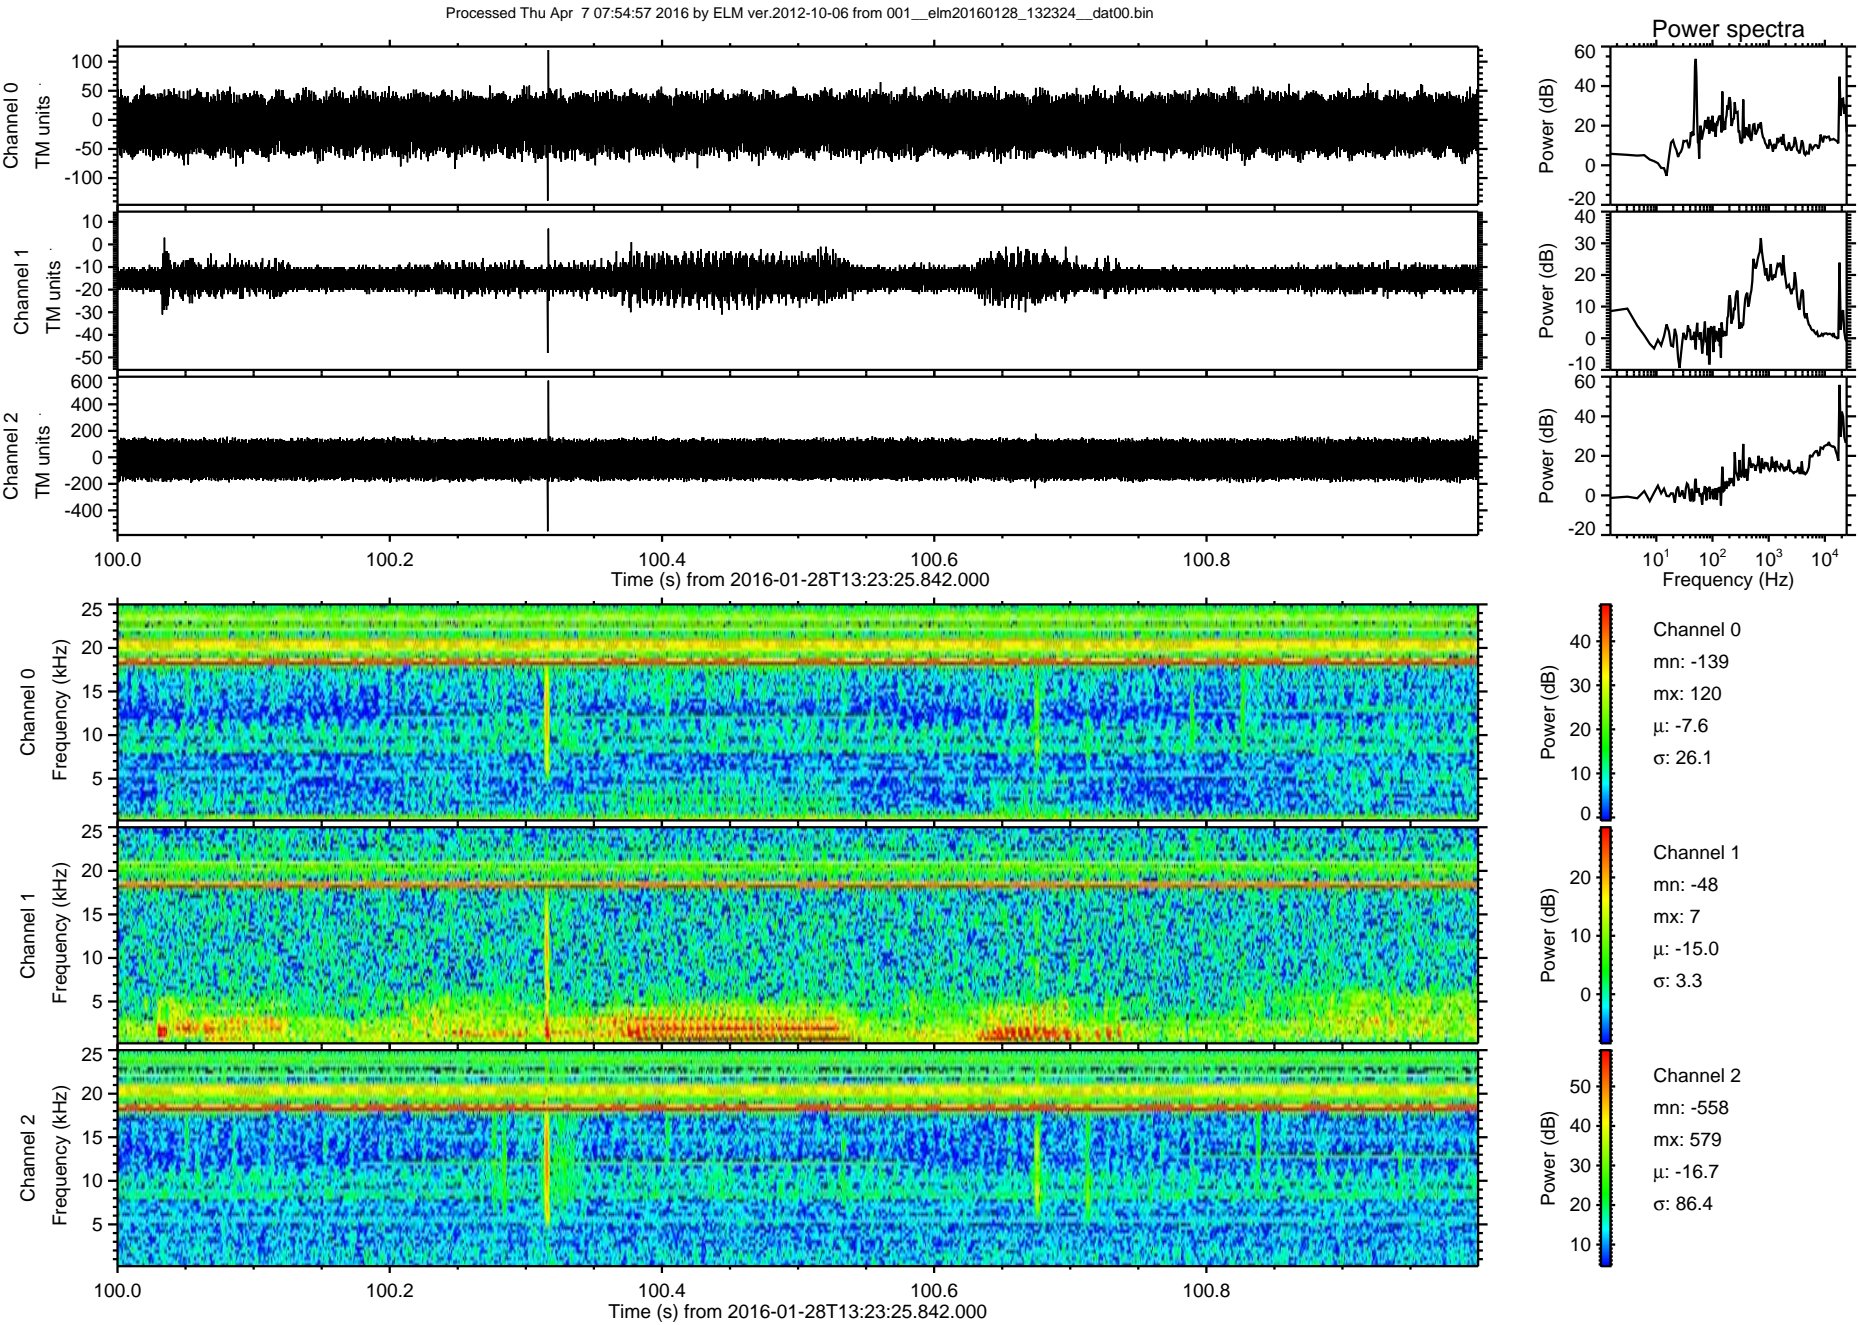 Processed Thu Apr  7 07:54:57 2016 by ELM ver.2012-10-06 from 001__elm20160128_132324__dat00.bin
Power spectra
Channel 0
TM units
100
50
0
-50
-100
Power (dB)
60
40
20
0
-20
Channel 1
TM units
10
0
-10
-20
-30
-40
-50
Power (dB)
40
30
20
10
0
-10
Channel 2
TM units
600
400
200
0
-200
-400
Power (dB)
60
40
20
0
-20
100.0 100.2 100.4 100.6 100.8
Time (s) from 2016-01-28T13:23:25.842.000
10^1 10^2 10^3 10^4
Frequency (Hz)
Channel 0
Frequency (kHz)
25
20
15
10
5
Power (dB)
40
30
20
10
0
Channel 0
mn: -139
mx: 120
μ: -7.6
σ: 26.1
Channel 1
Frequency (kHz)
25
20
15
10
5
Power (dB)
20
10
0
Channel 1
mn: -48
mx: 7
μ: -15.0
σ: 3.3
Channel 2
Frequency (kHz)
25
20
15
10
5
Power (dB)
50
40
30
20
10
Channel 2
mn: -558
mx: 579
μ: -16.7
σ: 86.4
100.0 100.2 100.4 100.6 100.8
Time (s) from 2016-01-28T13:23:25.842.000